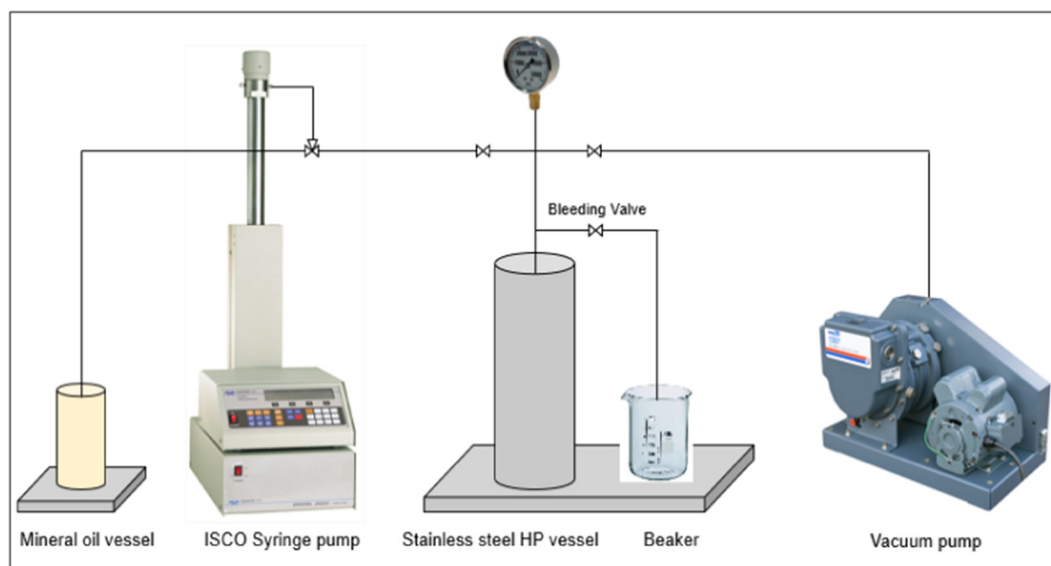 Bleeding Valve
Mineral oil vessel
ISCO Syringe pump
Stainless steel HP vessel
Beaker
Vacuum pump